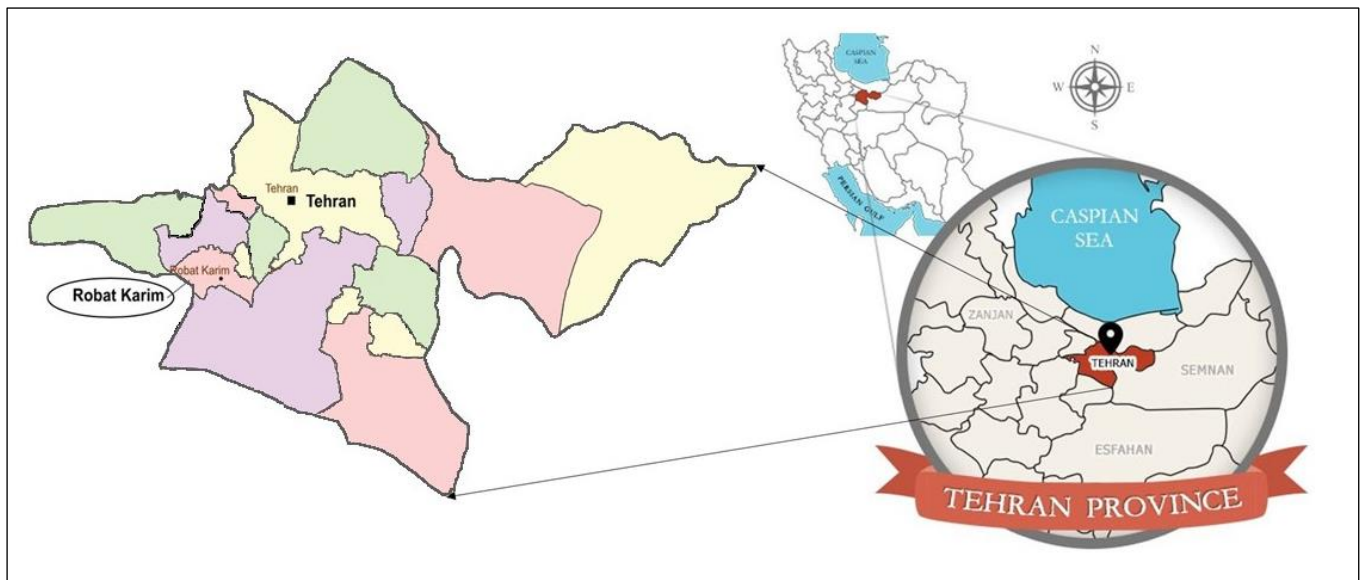 Tehran
Tehran
Robat Karim
Robat Karim
CASPIAN
SEA
PERSIAN GULF
N
W
E
S
CASPIAN
SEA
ZANJAN
TEHRAN
SEMNAN
ESFAHAN
TEHRAN PROVINCE